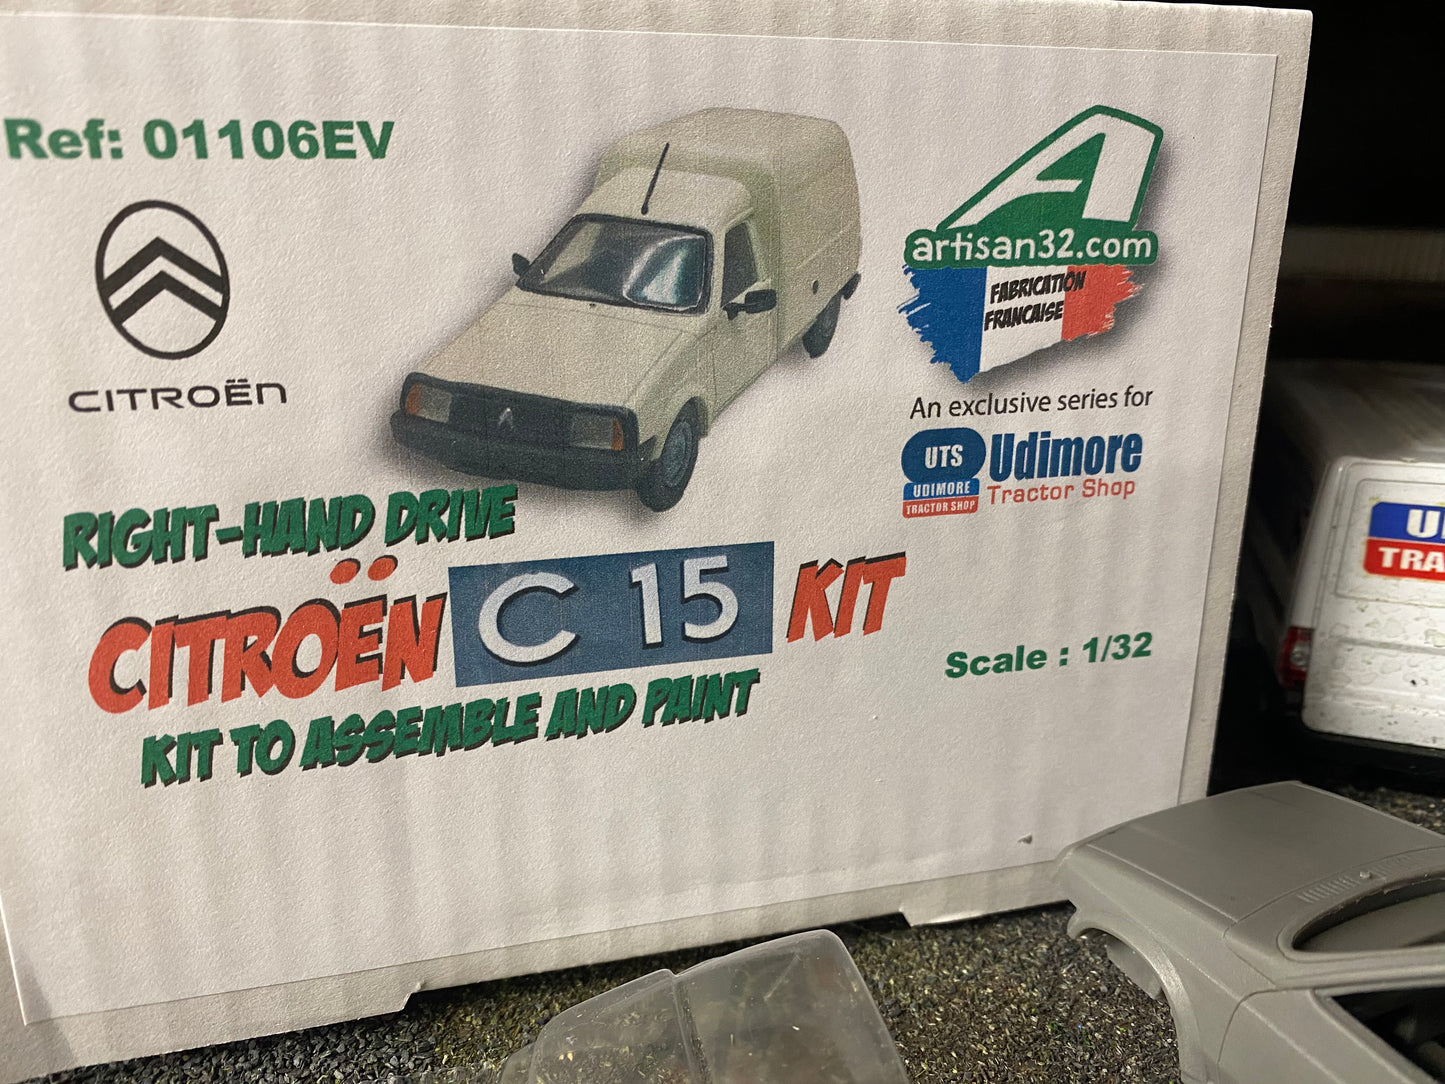 Ref: 01106EV
CITROËN
artisan32.com
FABRICATION
FRANCAISE
An exclusive series for
UTS
UDIMORE
TRACTOR SHOP
Udimore
Tractor Shop
RIGHT-HAND DRIVE
CITROËN C 15 KIT
KIT TO ASSEMBLE AND PAINT
Scale : 1/32
TRA